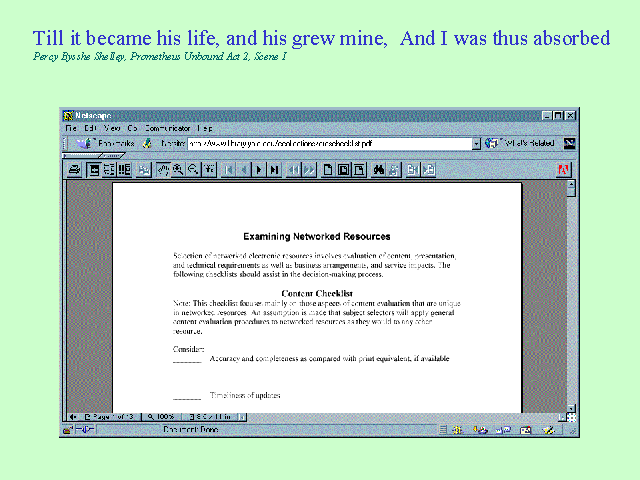 Till it became his life, and his grew mine,  And I was thus absorbed
Percy Bysshe Shelley, Prometheus Unbound Act 2, Scene 1
Netscape
File Edit View Go Communicator Help
Bookmarks What's Related
Examining Networked Resources
Selection of networked electronic resources involves evaluation of content, presentation,
and technical requirements as well as business arrangements, and service impacts. The
following checklists should assist in the decision-making process.
Content Checklist
Note: This checklist focuses mainly on those aspects of content evaluation that are unique
in networked resources. An assumption is made that subject selectors will apply general
content evaluation procedures to networked resources as they would to any other
resource.
Consider:
_______ Accuracy and completeness as compared with print equivalent, if available
_______ Timeliness of updates
Page 1 of 13 100% 8.5 x 11 in
Document: Done